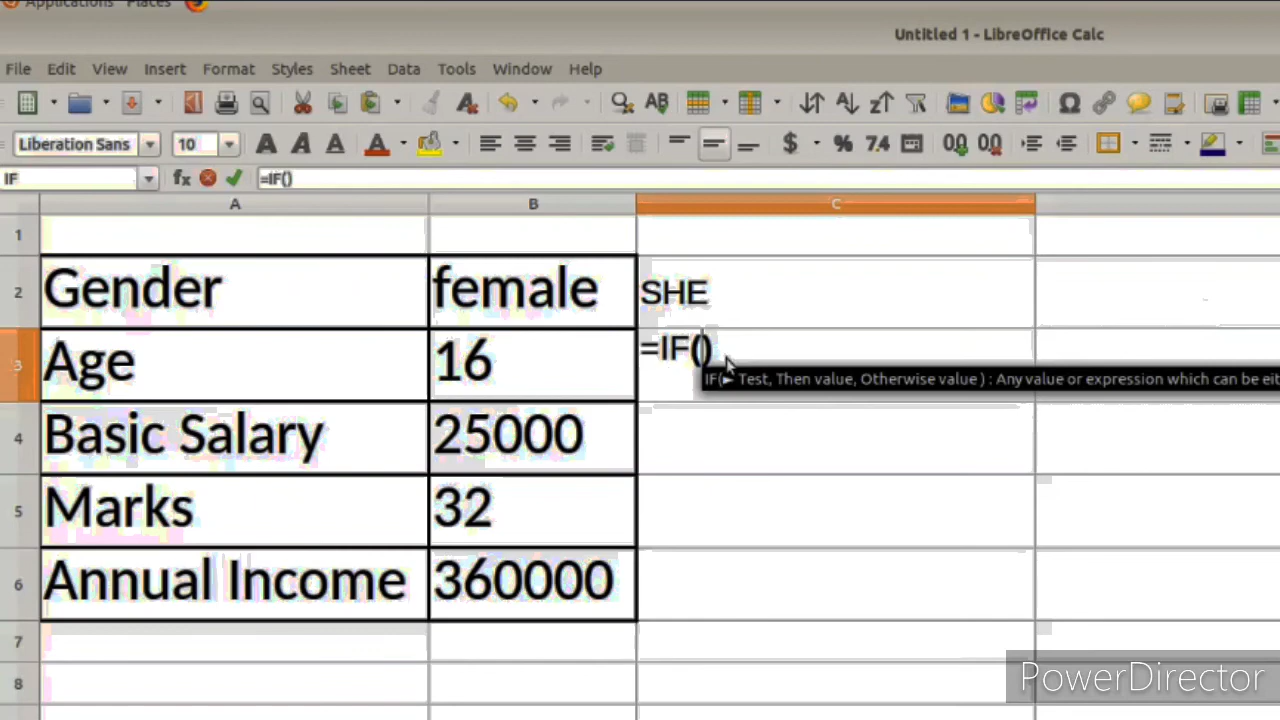 Applications Places
Untitled 1 - LibreOffice Calc
File Edit View Insert Format Styles Sheet Data Tools Window Help
Liberation Sans 10
IF fx =IF()
A B C
1
2 Gender female SHE
3 Age 16 =IF()
IF(► Test, Then value, Otherwise value ) : Any value or expression which can be eit
4 Basic Salary 25000
5 Marks 32
6 Annual Income 360000
7
8
PowerDirector